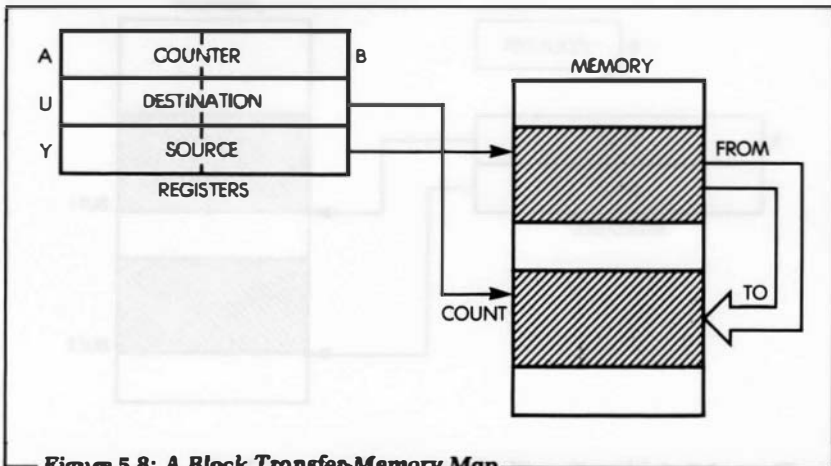 A COUNTER B
MEMORY
U DESTINATION
Y SOURCE
FROM
REGISTERS
TO
COUNT
Figure 5.8: A Block Transfer-Memory Map